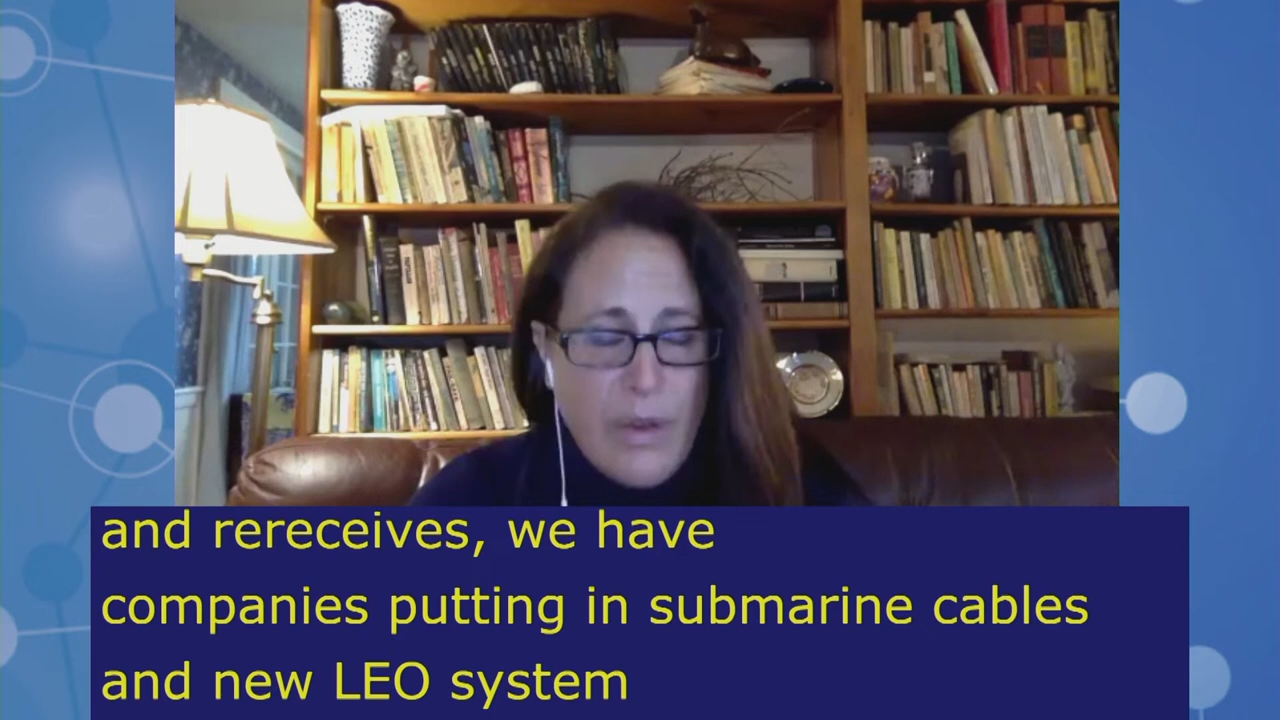 and rereceives, we have
companies putting in submarine cables
and new LEO system